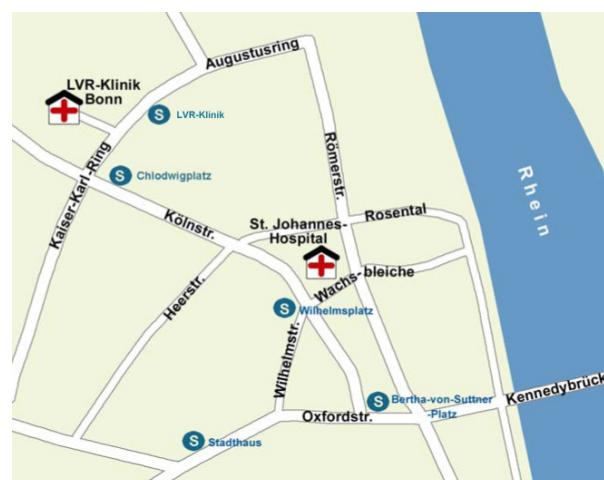 Augustusring
LVR-Klinik
Bonn
S LVR-Klinik
S Chlodwigplatz
Kaiser-Karl-Ring
Kölnstr.
Römerstr.
Rhein
Rosental
St. Johannes-
Hospital
Wachs-bleiche
Heerstr.
S Wilhelmsplatz
Wilhelmstr.
Kennedybrück
S Bertha-von-Suttner
-Platz
Oxfordstr.
S Stadthaus